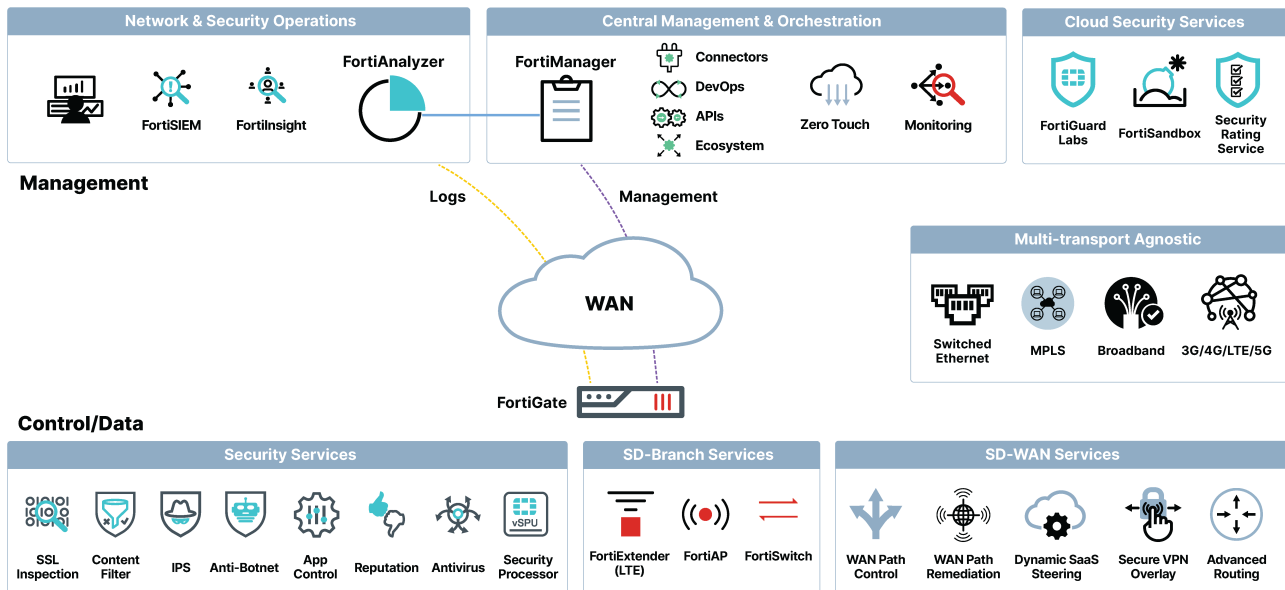 Network & Security Operations
FortiAnalyzer
FortiSIEM
FortiInsight
Central Management & Orchestration
FortiManager
Connectors
DevOps
APIs
Ecosystem
Zero Touch
Monitoring
Cloud Security Services
FortiGuard
Labs
FortiSandbox
Security
Rating
Service
Management
Logs
Management
WAN
FortiGate
Multi-transport Agnostic
Switched
Ethernet
MPLS
Broadband
3G/4G/LTE/5G
Control/Data
Security Services
SSL
Inspection
Content
Filter
IPS
Anti-Botnet
App
Control
Reputation
Antivirus
vSPU
Security
Processor
SD-Branch Services
FortiExtender
(LTE)
FortiAP
FortiSwitch
SD-WAN Services
WAN Path
Control
WAN Path
Remediation
Dynamic SaaS
Steering
Secure VPN
Overlay
Advanced
Routing